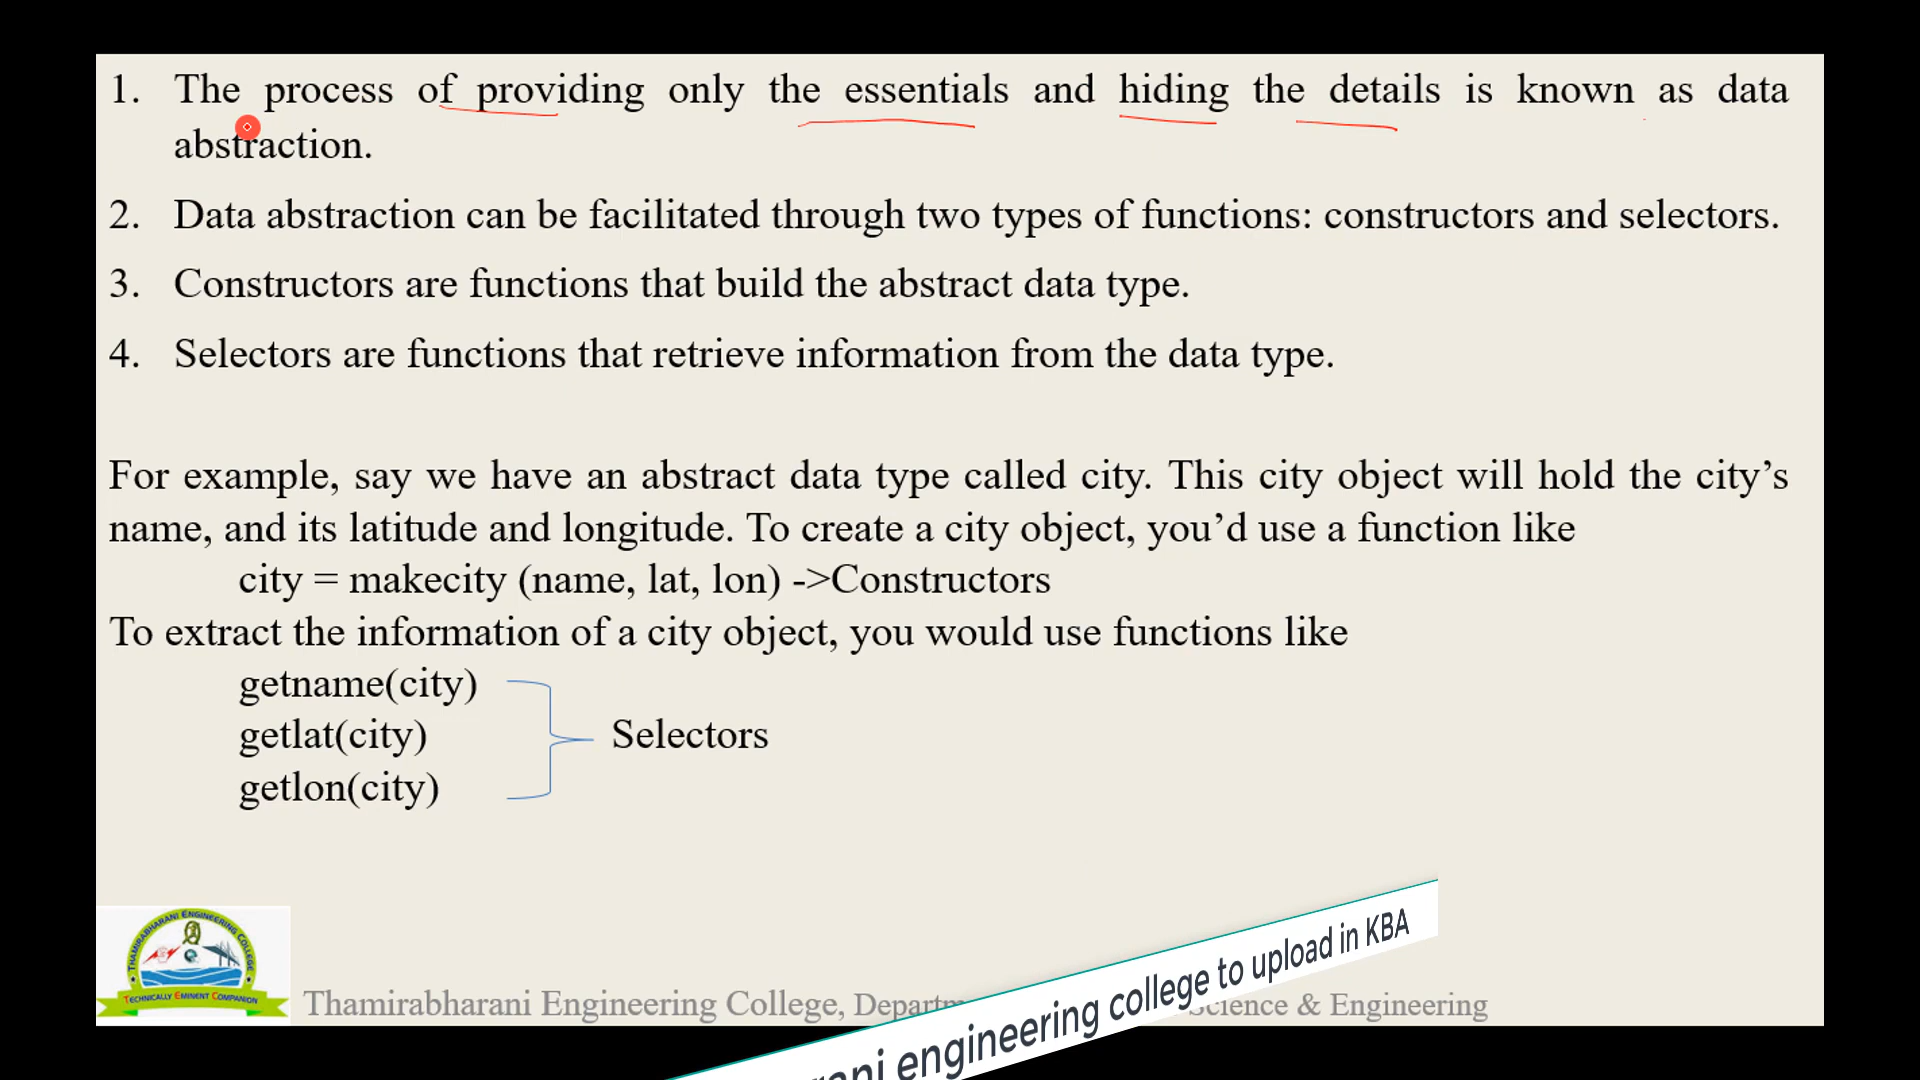 1. The process of providing only the essentials and hiding the details is known as data
abstraction.
2. Data abstraction can be facilitated through two types of functions: constructors and selectors.
3. Constructors are functions that build the abstract data type.
4. Selectors are functions that retrieve information from the data type.
For example, say we have an abstract data type called city. This city object will hold the city’s
name, and its latitude and longitude. To create a city object, you’d use a function like
city = makecity (name, lat, lon) ->Constructors
To extract the information of a city object, you would use functions like
getname(city)
getlat(city)
Selectors
getlon(city)
THAMIRABHARANI ENGINEERING COLLEGE
TECHNICALLY EMINENT COMPANION
Thamirabharani Engineering College, Science & Engineering
engineering college to upload in KBA